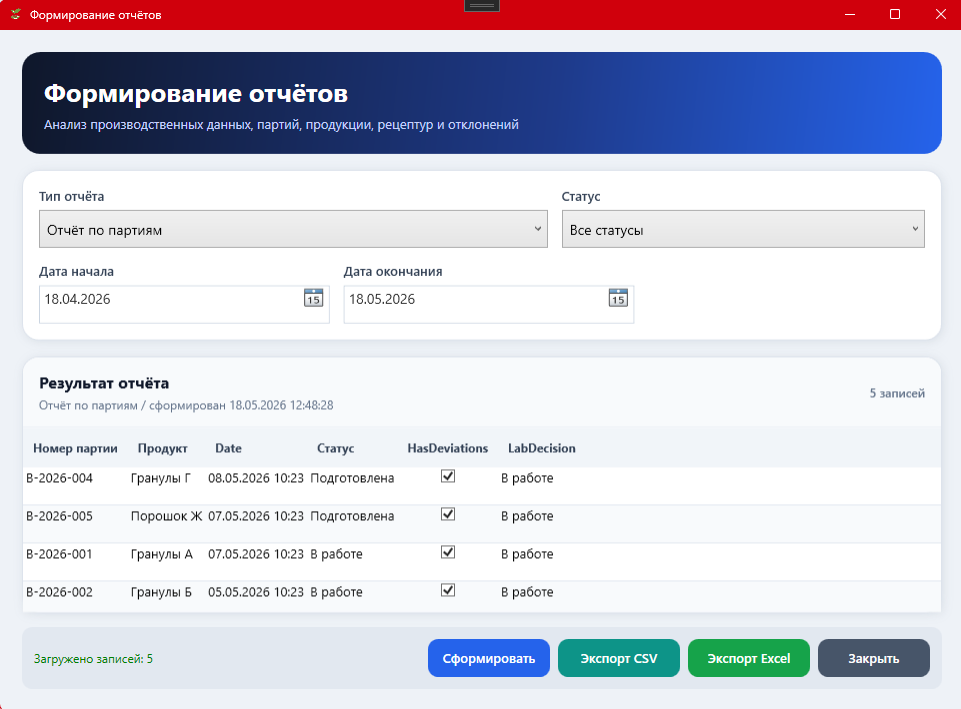 Формирование отчётов
Формирование отчётов
Анализ производственных данных, партий, продукции, рецептур и отклонений
Тип отчёта Статус
Отчёт по партиям Все статусы
Дата начала Дата окончания
18.04.2026 15 18.05.2026 15
Результат отчёта
5 записей
Отчёт по партиям / сформирован 18.05.2026 12:48:28
Номер партии Продукт Date Статус HasDeviations LabDecision
B-2026-004 Гранулы Г 08.05.2026 10:23 Подготовлена В работе
B-2026-005 Порошок Ж 07.05.2026 10:23 Подготовлена В работе
B-2026-001 Гранулы А 07.05.2026 10:23 В работе В работе
B-2026-002 Гранулы Б 05.05.2026 10:23 В работе В работе
Загружено записей: 5 Сформировать Экспорт CSV Экспорт Excel Закрыть